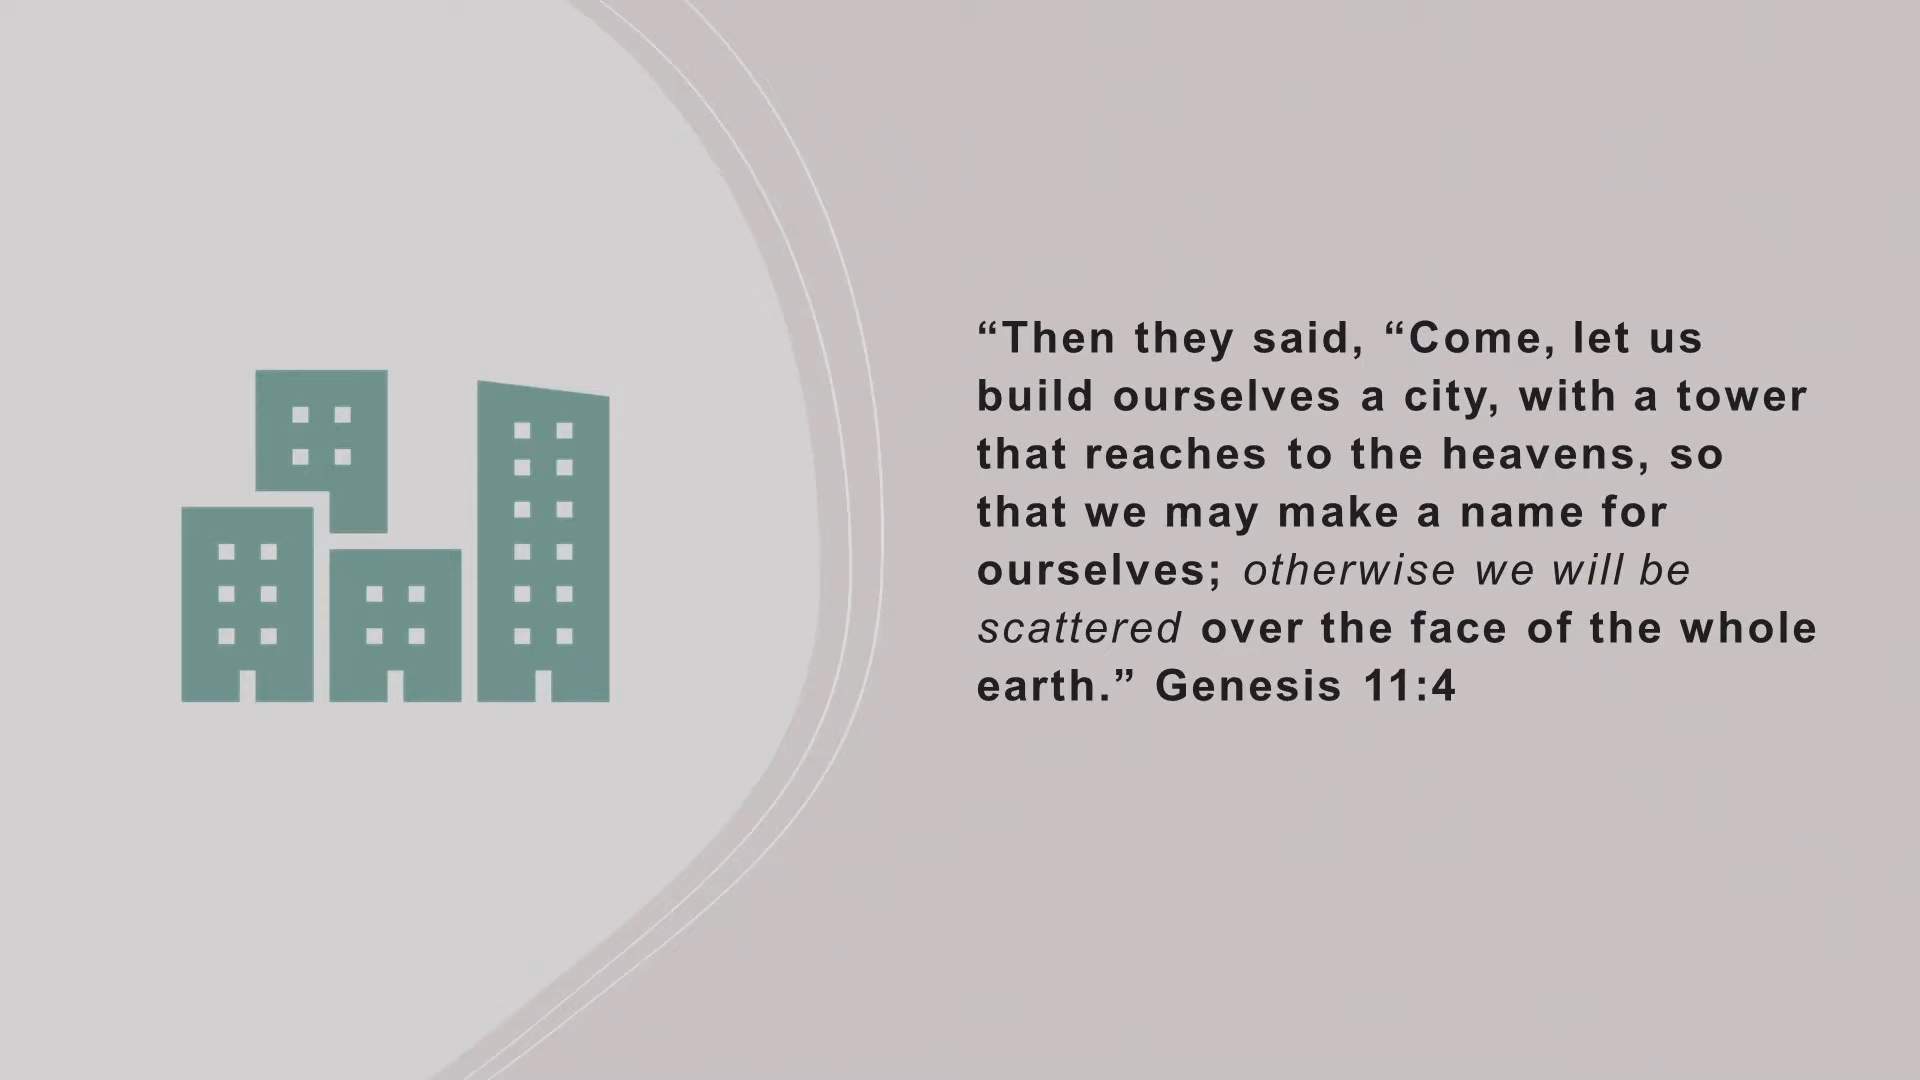 “Then they said, “Come, let us
build ourselves a city, with a tower
that reaches to the heavens, so
that we may make a name for
ourselves; otherwise we will be
scattered over the face of the whole
earth.” Genesis 11:4